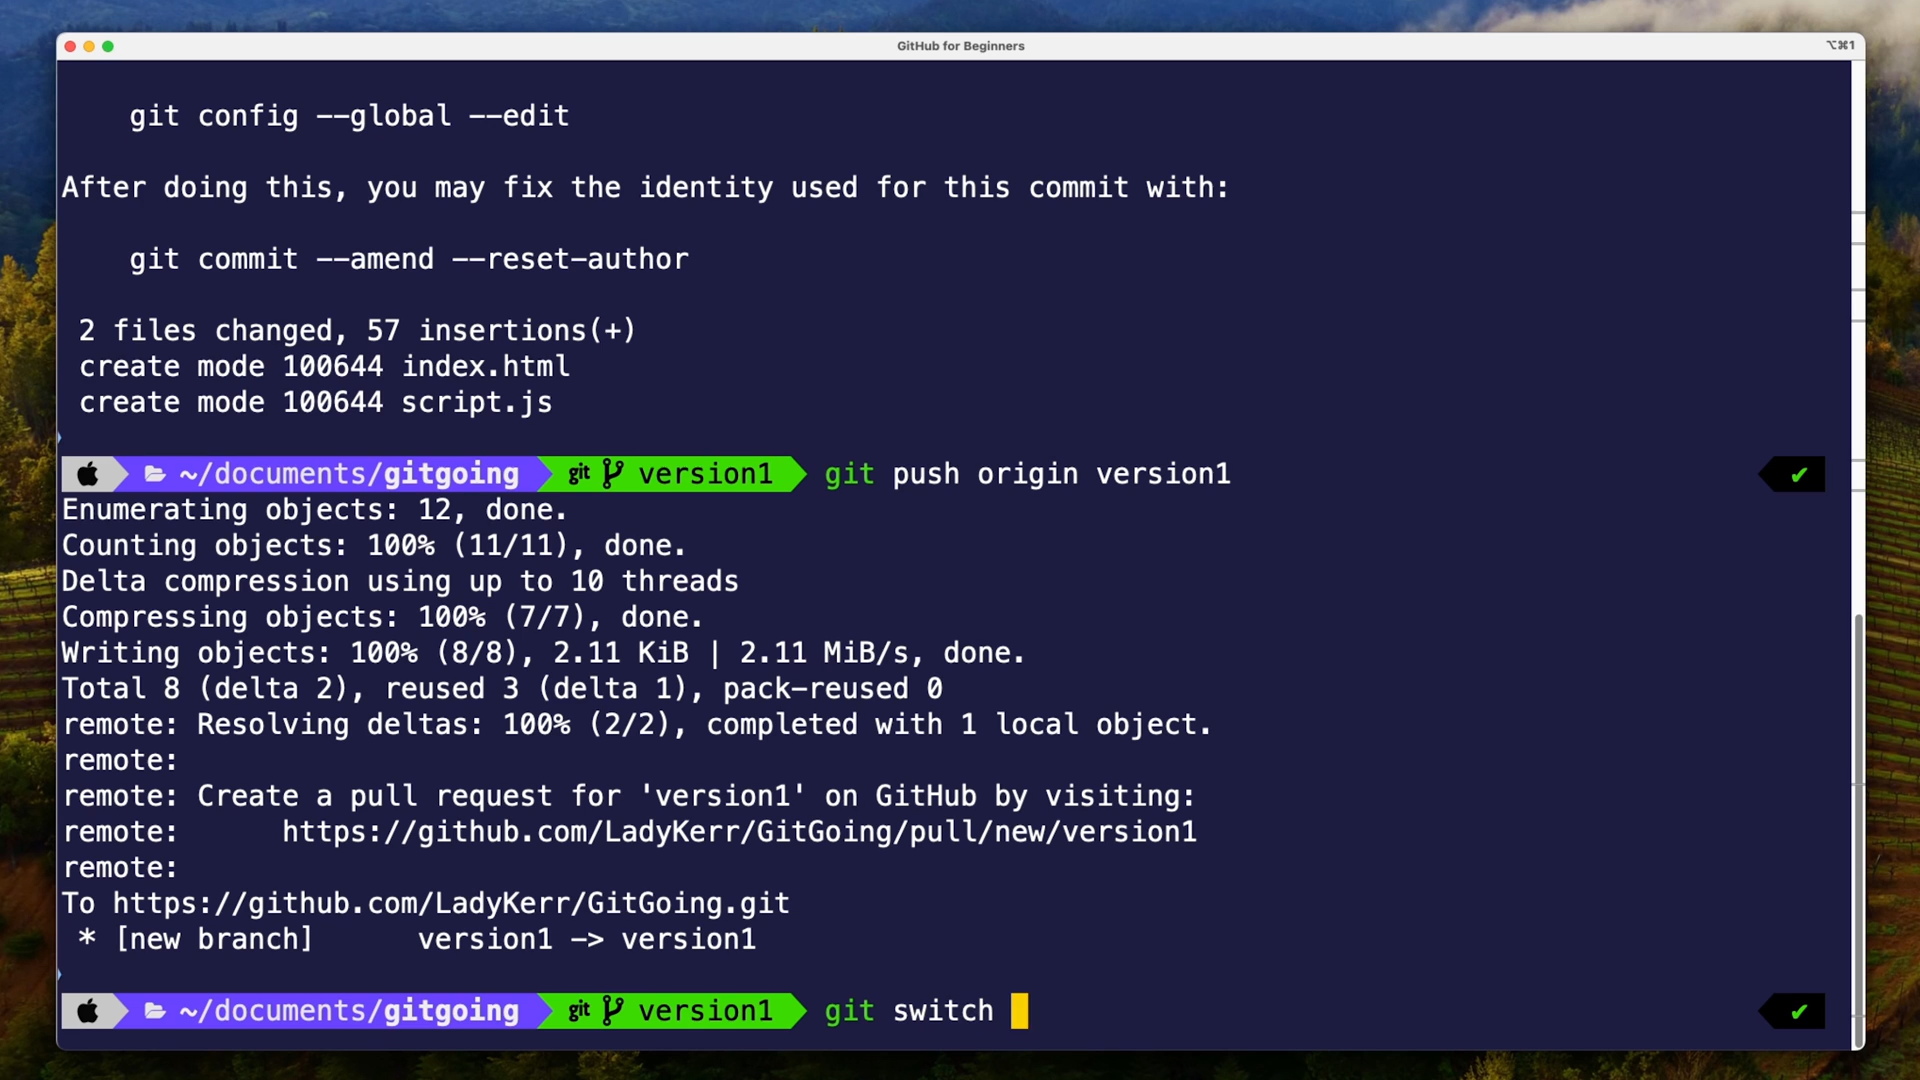 GitHub for Beginners
⌥⌘1
git config --global --edit
After doing this, you may fix the identity used for this commit with:
git commit --amend --reset-author
2 files changed, 57 insertions(+)
create mode 100644 index.html
create mode 100644 script.js
~/documents/gitgoing git version1 git push origin version1 ✔
Enumerating objects: 12, done.
Counting objects: 100% (11/11), done.
Delta compression using up to 10 threads
Compressing objects: 100% (7/7), done.
Writing objects: 100% (8/8), 2.11 KiB | 2.11 MiB/s, done.
Total 8 (delta 2), reused 3 (delta 1), pack-reused 0
remote: Resolving deltas: 100% (2/2), completed with 1 local object.
remote:
remote: Create a pull request for 'version1' on GitHub by visiting:
remote:      https://github.com/LadyKerr/GitGoing/pull/new/version1
remote:
To https://github.com/LadyKerr/GitGoing.git
* [new branch]      version1 -> version1
~/documents/gitgoing git version1 git switch ✔